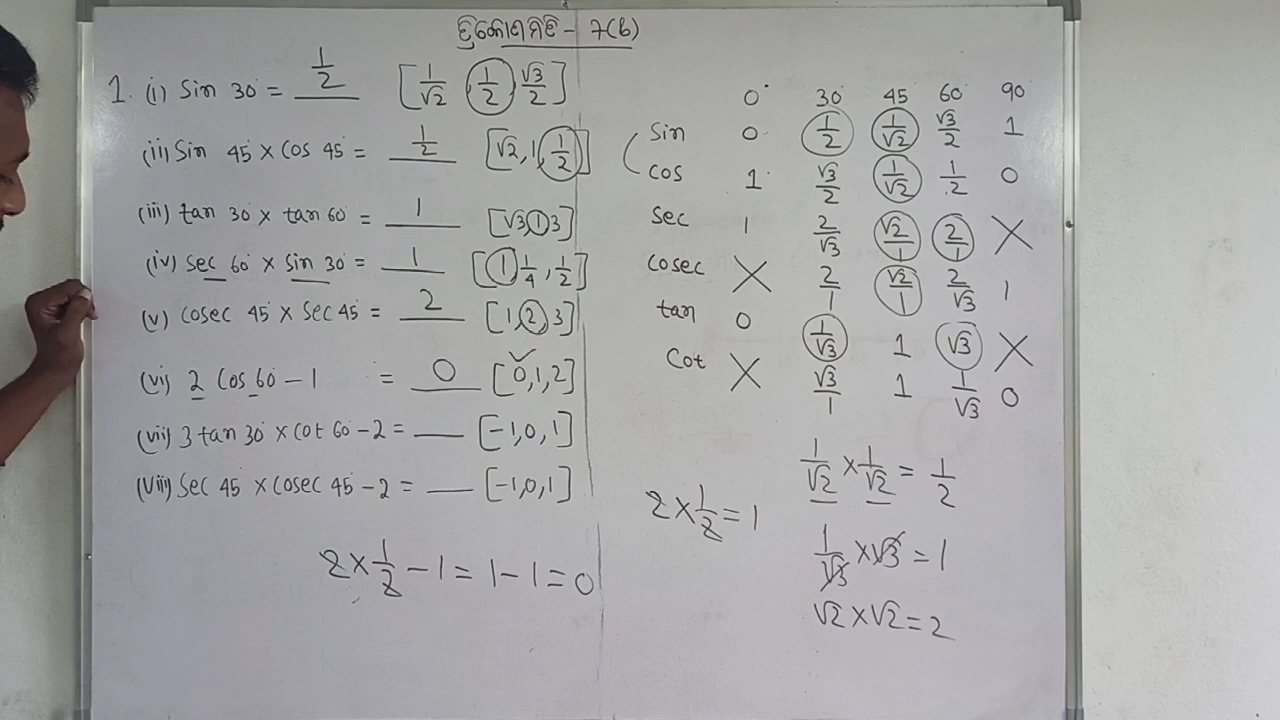 ତ୍ରିକୋଣମିତି - 7(b)
1. (i) Sin 30° = 1/2 [1/√2, 1/2, √3/2]
(ii) Sin 45° × Cos 45° = 1/2 [√2, 1, 1/2]
(iii) tan 30° × tan 60° = 1 [√3, 1, 3]
(iv) Sec 60° × Sin 30° = 1 [1, 1/4, 1/2]
(v) Cosec 45° × Sec 45° = 2 [1, 2, 3]
(vi) 2 Cos 60° - 1 = 0 [0, 1, 2]
(vii) 3 tan 30° × Cot 60° - 2 = ___ [-1, 0, 1]
(viii) Sec 45° × Cosec 45° - 2 = ___ [-1, 0, 1]
2 × 1/2 - 1 = 1 - 1 = 0
0° 30° 45° 60° 90°
Sin 0 1/2 1/√2 √3/2 1
Cos 1 √3/2 1/√2 1/2 0
Sec 1 2/√3 √2/1 2/1 ×
Cosec × 2/1 √2/1 2/√3 1
tan 0 1/√3 1 √3 ×
Cot × √3/1 1 1/√3 0
1/√2 × 1/√2 = 1/2
2 × 1/2 = 1
1/√3 × √3 = 1
√2 × √2 = 2